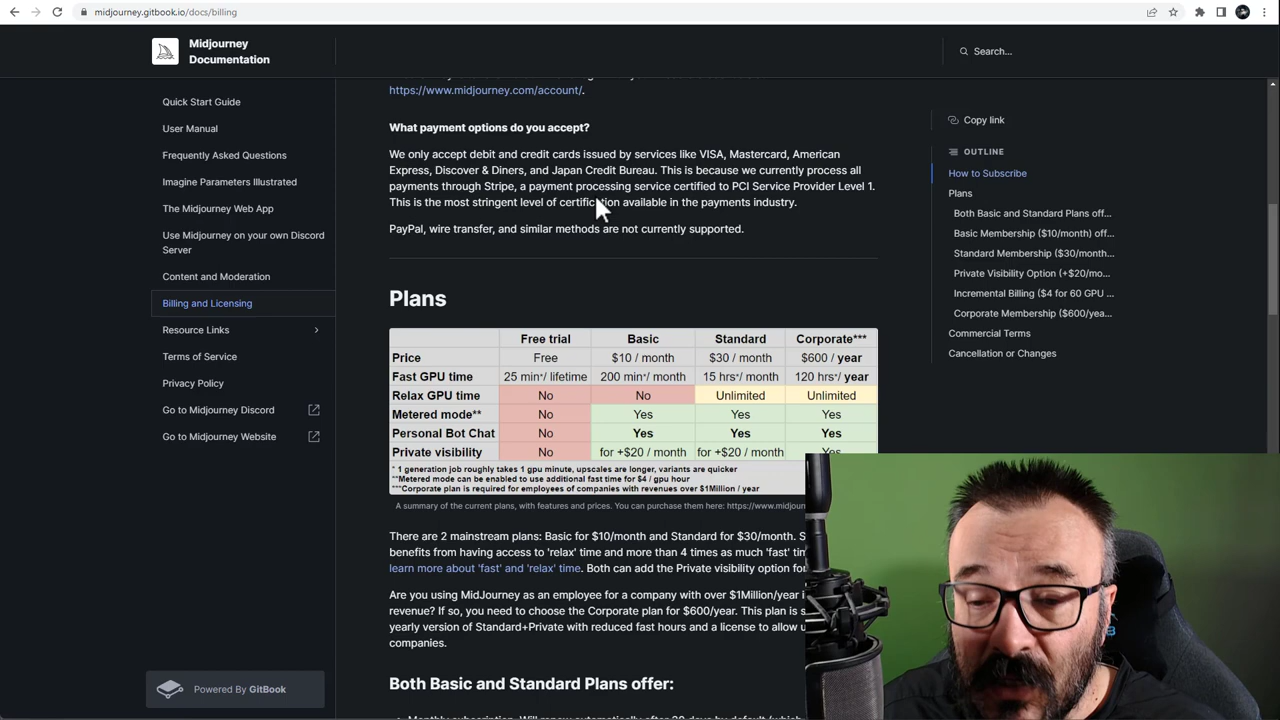 midjourney.gitbook.io/docs/billing
Midjourney
Documentation
Search...
Quick Start Guide
User Manual
Frequently Asked Questions
Imagine Parameters Illustrated
The Midjourney Web App
Use Midjourney on your own Discord
Server
Content and Moderation
Billing and Licensing
Resource Links
Terms of Service
Privacy Policy
Go to Midjourney Discord
Go to Midjourney Website
Powered By GitBook
https://www.midjourney.com/account/.
What payment options do you accept?
We only accept debit and credit cards issued by services like VISA, Mastercard, American
Express, Discover & Diners, and Japan Credit Bureau. This is because we currently process all
payments through Stripe, a payment processing service certified to PCI Service Provider Level 1.
This is the most stringent level of certification available in the payments industry.
PayPal, wire transfer, and similar methods are not currently supported.
Plans
Free trial Basic Standard Corporate***
Price Free $10 / month $30 / month $600 / year
Fast GPU time 25 min*/ lifetime 200 min*/ month 15 hrs*/ month 120 hrs*/ year
Relax GPU time No No Unlimited Unlimited
Metered mode** No Yes Yes Yes
Personal Bot Chat No Yes Yes Yes
Private visibility No for +$20 / month for +$20 / month Yes
* 1 generation job roughly takes 1 gpu minute, upscales are longer, variants are quicker
**Metered mode can be enabled to use additional fast time for $4 / gpu hour
***Corporate plan is required for employees of companies with revenues over $1Million / year
A summary of the current plans, with features and prices. You can purchase them here: https://www.midjour
There are 2 mainstream plans: Basic for $10/month and Standard for $30/month. S
benefits from having access to 'relax' time and more than 4 times as much 'fast' tim
learn more about 'fast' and 'relax' time. Both can add the Private visibility option for
Are you using MidJourney as an employee for a company with over $1Million/year i
revenue? If so, you need to choose the Corporate plan for $600/year. This plan is s
yearly version of Standard+Private with reduced fast hours and a license to allow u
companies.
Both Basic and Standard Plans offer:
Copy link
OUTLINE
How to Subscribe
Plans
Both Basic and Standard Plans off...
Basic Membership ($10/month) off...
Standard Membership ($30/month...
Private Visibility Option (+$20/mo...
Incremental Billing ($4 for 60 GPU ...
Corporate Membership ($600/yea...
Commercial Terms
Cancellation or Changes